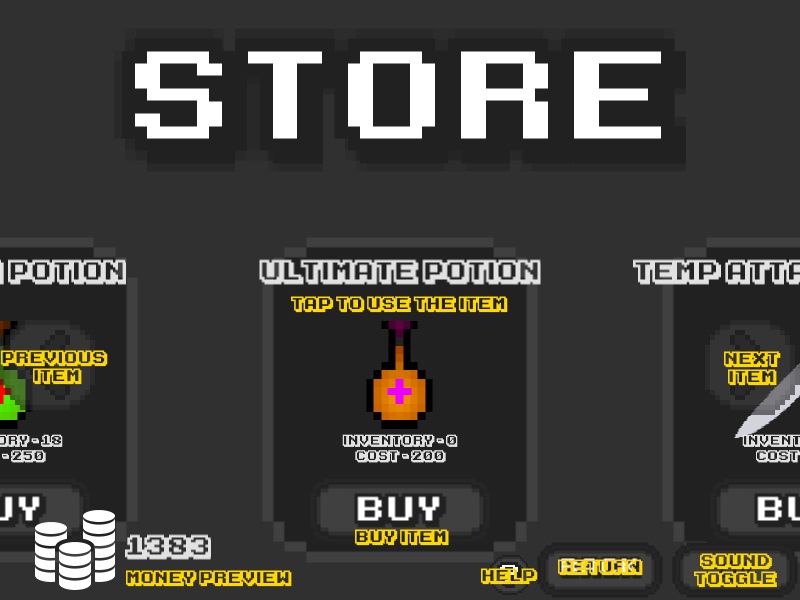 STORE
POTION
ULTIMATE POTION
TEMP ATTA
TAP TO USE THE ITEM
PREVIOUS
ITEM
NEXT
ITEM
ORY - 18
- 250
INVENTORY - 0
COST - 200
INVENT
COST
UY
BUY
BU
BUY ITEM
1383
MONEY PREVIEW
HELP
RETURN
SOUND
TOGGLE